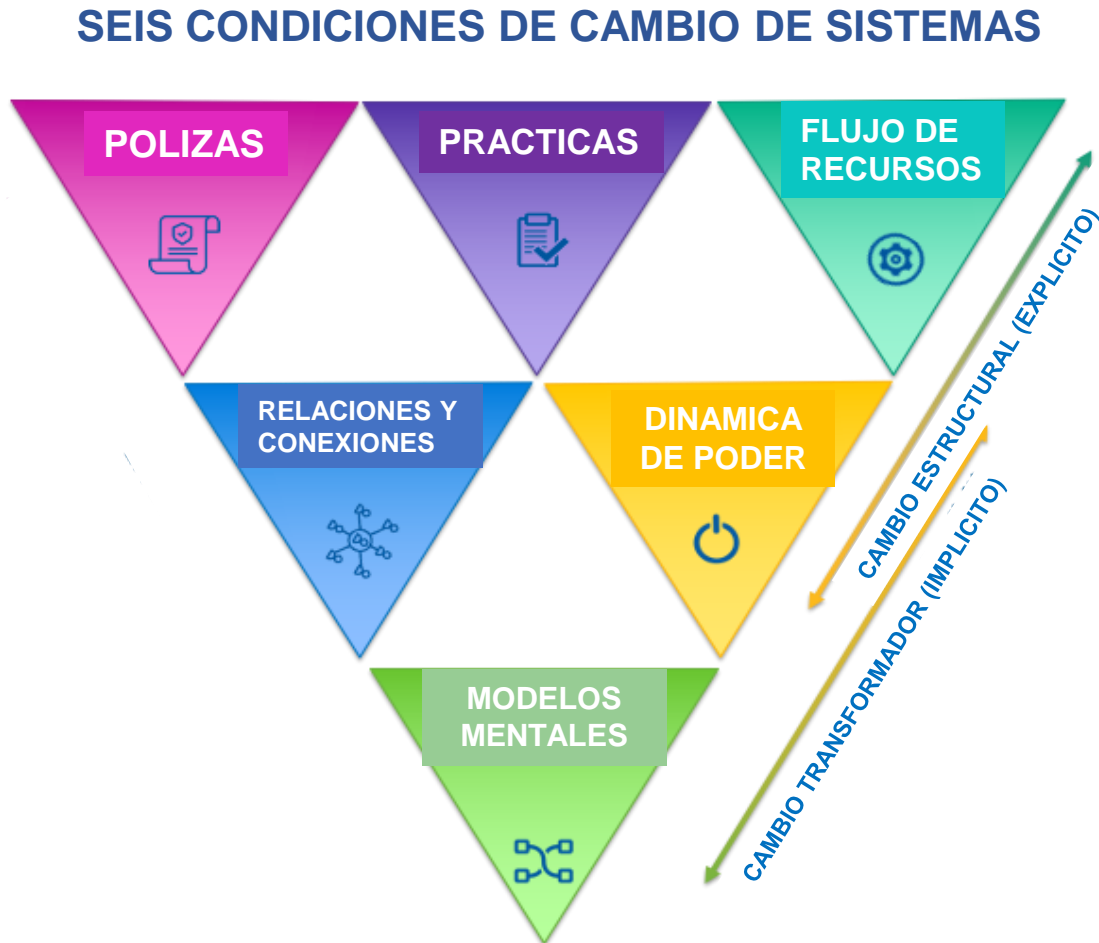 SEIS CONDICIONES DE CAMBIO DE SISTEMAS
POLIZAS
PRACTICAS
FLUJO DE
RECURSOS
RELACIONES Y
CONEXIONES
DINAMICA
DE PODER
MODELOS
MENTALES
CAMBIO ESTRUCTURAL (EXPLICITO)
CAMBIO TRANSFORMADOR (IMPLICITO)